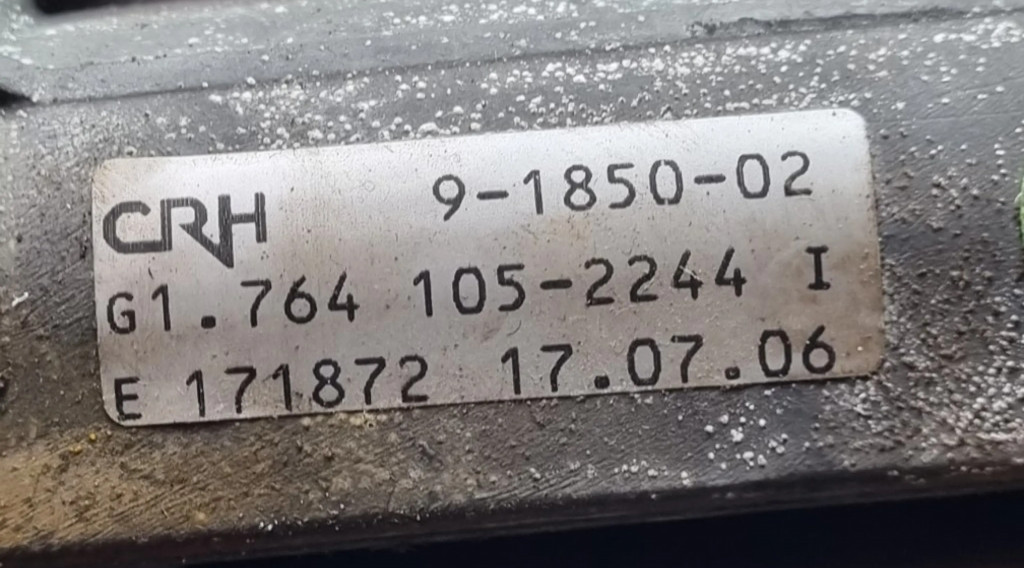 CRH 9-1850-02
G1.764 105-2244 I
E 171872 17.07.06